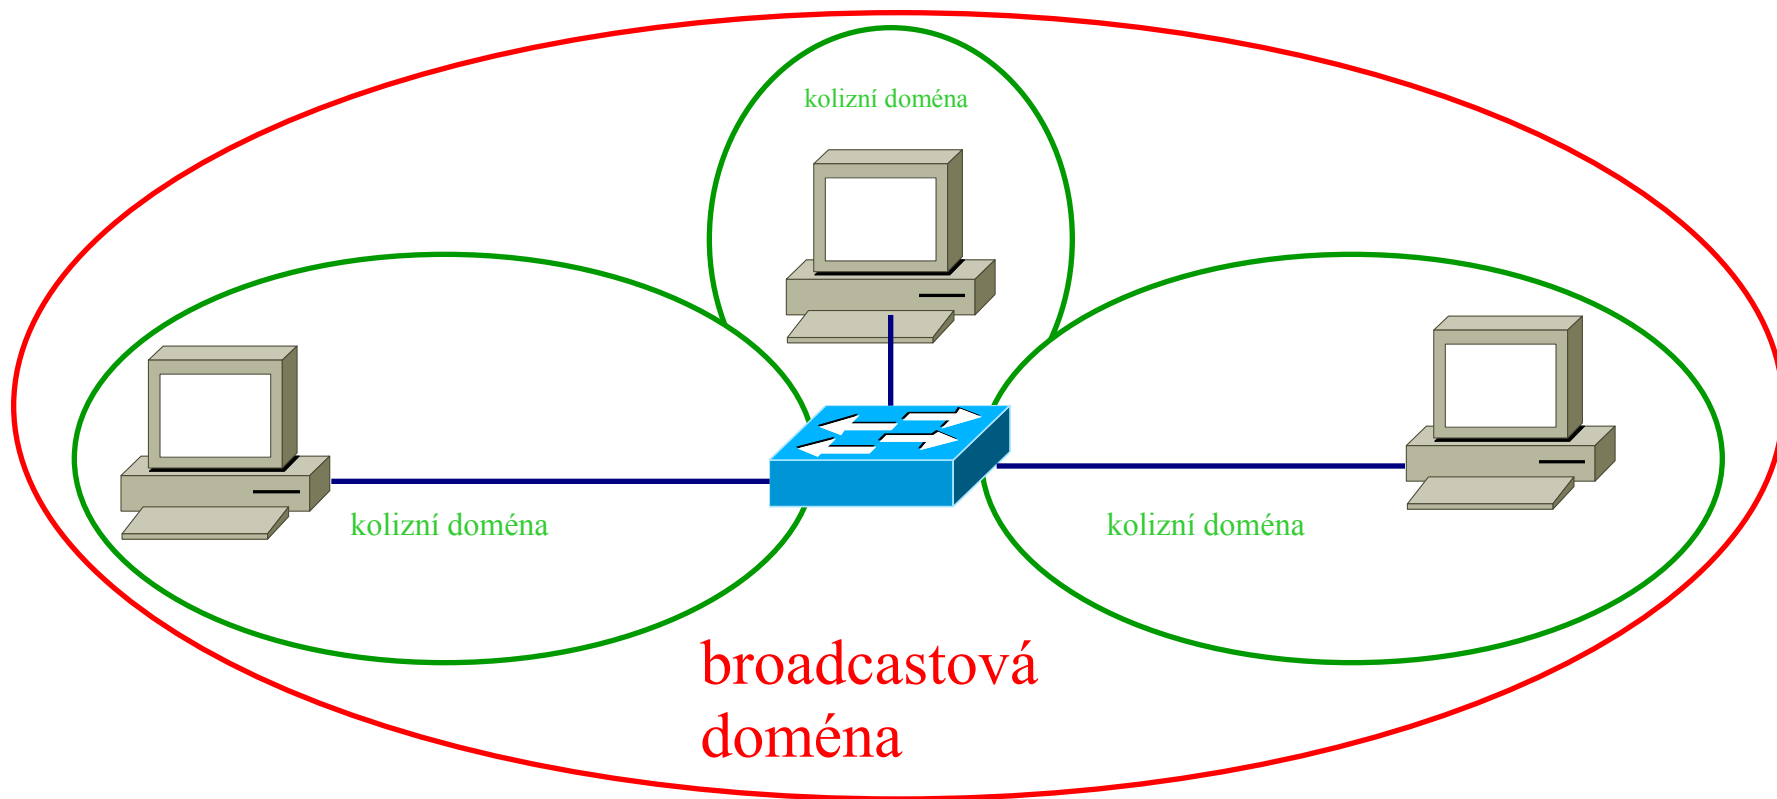 kolizní doména
kolizní doména
kolizní doména
broadcastová
doména